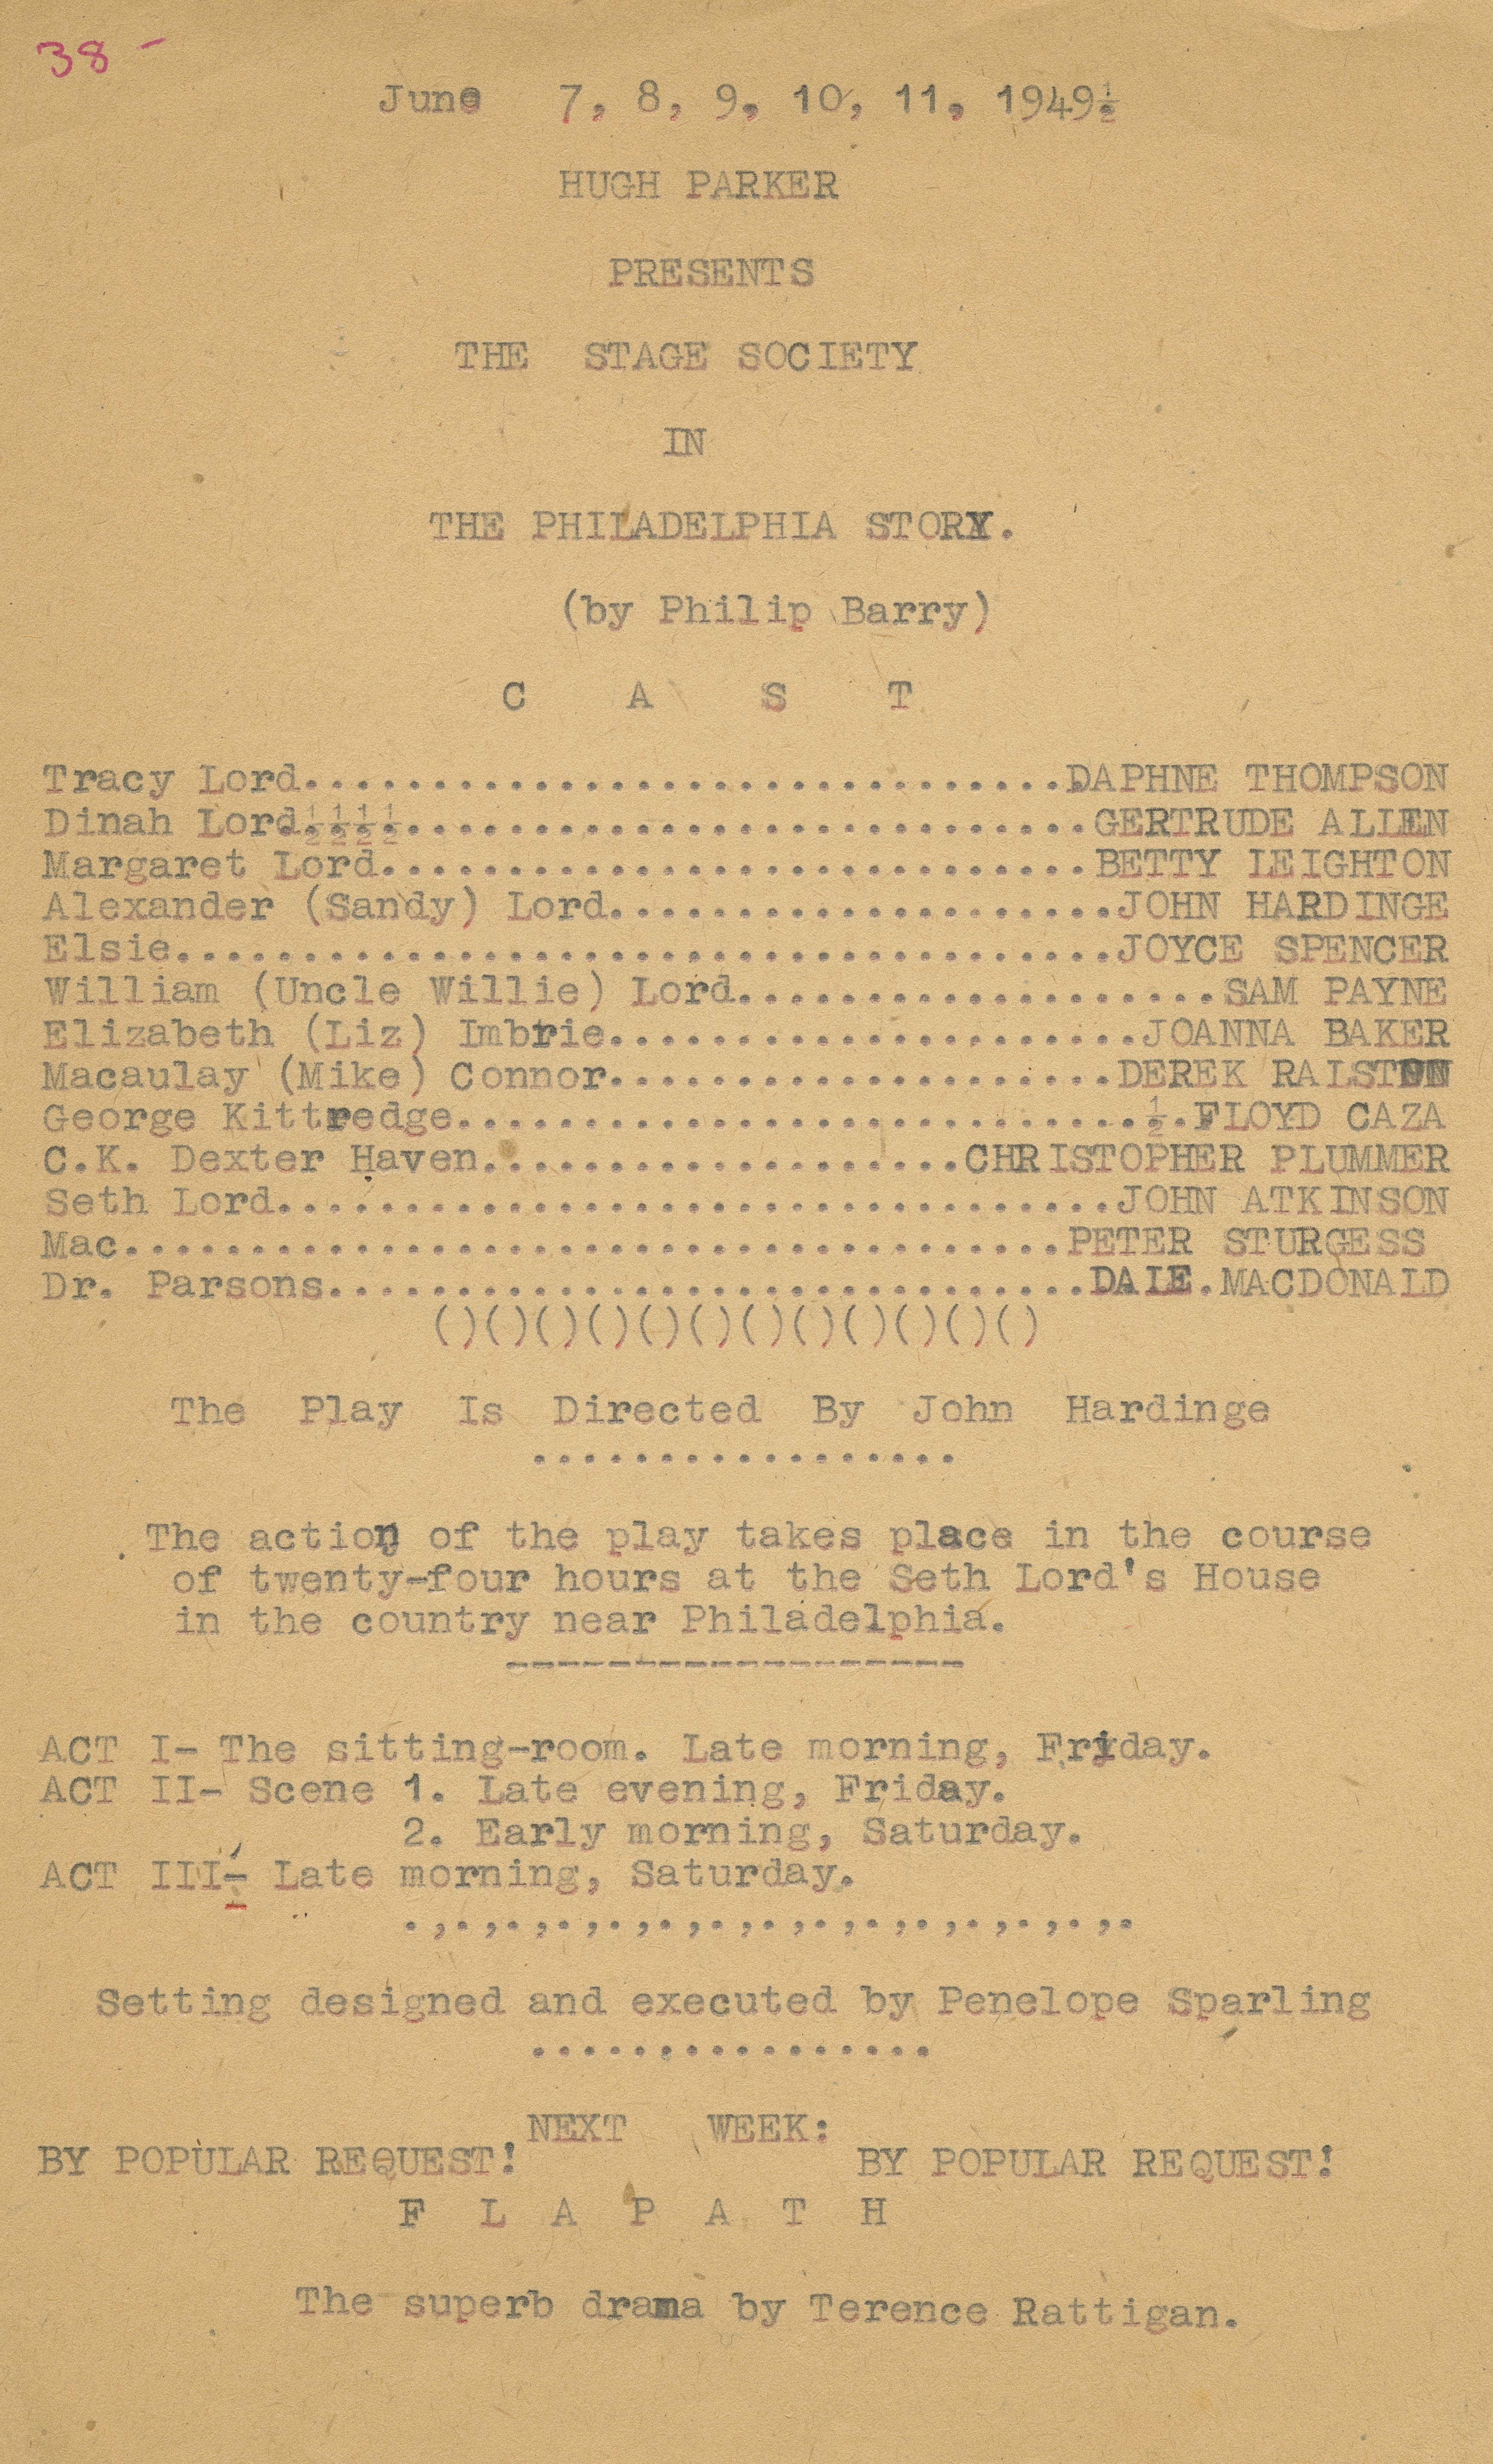 38 -
June   7, 8, 9, 10, 11, 1949½
HUGH PARKER
PRESENTS
THE  STAGE SOCIETY
IN
THE PHILADELPHIA STORY.
(by Philip Barry)
C    A    S    T
Tracy Lord..............................DAPHNE THOMPSON
Dinah Lord½½½½...........................GERTRUDE ALLEN
Margaret Lord............................BETTY LEIGHTON
Alexander (Sandy) Lord....................JOHN HARDINGE
Elsie.....................................JOYCE SPENCER
William (Uncle Willie) Lord...................SAM PAYNE
Elizabeth (Liz) Imbrie.....................JOANNA BAKER
Macaulay (Mike) Connor....................DEREK RALSTON
George Kittredge...........................½.FLOYD CAZA
C.K. Dexter Haven...................CHRISTOPHER PLUMMER
Seth Lord.................................JOHN ATKINSON
Mac.....................................PETER STURGESS
Dr. Parsons..............................DALE.MACDONALD
()()()()()()()()()()()()
The  Play  Is  Directed  By  John  Hardinge
.................
The action of the play takes place in the course
of twenty-four hours at the Seth Lord's House
in the country near Philadelphia.
------------------
ACT I- The sitting-room. Late morning, Friday.
ACT II- Scene 1. Late evening, Friday.
2. Early morning, Saturday.
ACT III- Late morning, Saturday.
.,.,.,.,.,.,.,.,.,.,.,.,.,.,.
Setting designed and executed by Penelope Sparling
................
NEXT   WEEK:
BY POPULAR REQUEST!   BY POPULAR REQUEST!
F  L  A  P  A  T  H
The superb drama by Terence Rattigan.